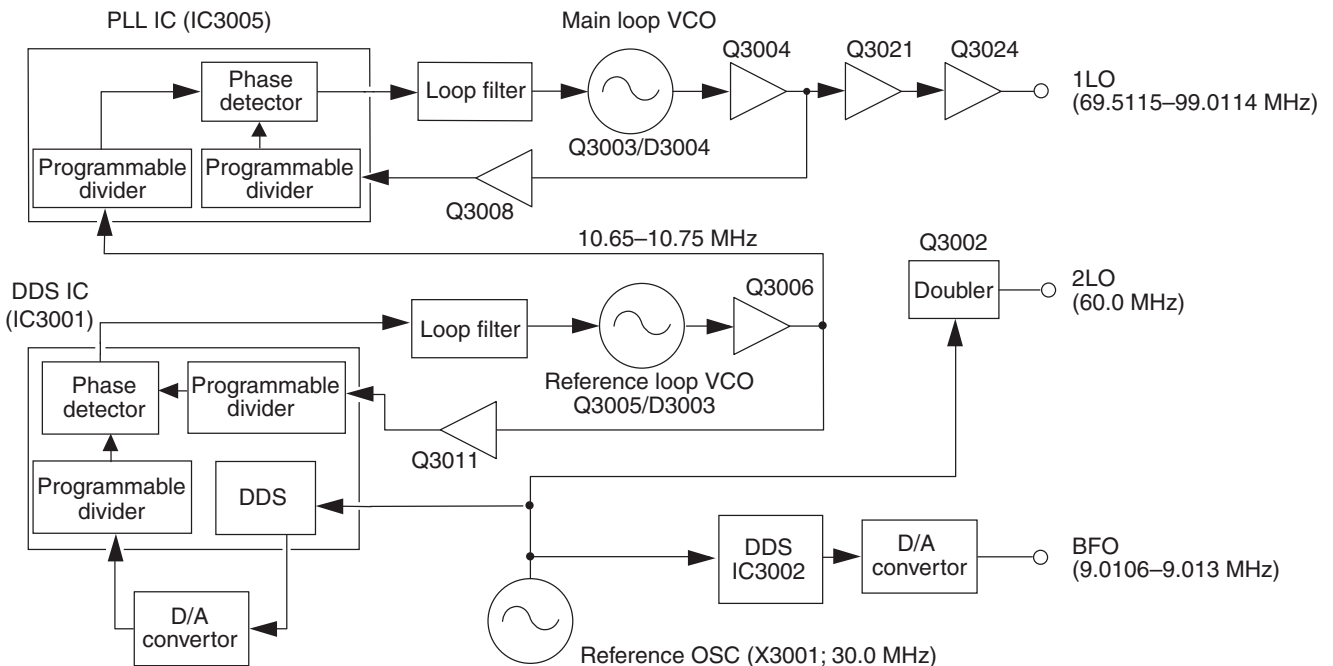 PLL IC (IC3005)
Main loop VCO
Q3004
Q3021
Q3024
Phase
detector
Loop filter
1LO
(69.5115–99.0114 MHz)
Q3003/D3004
Programmable
divider
Programmable
divider
Q3008
10.65–10.75 MHz
Q3002
Doubler
2LO
(60.0 MHz)
DDS IC
(IC3001)
Q3006
Loop filter
Phase
detector
Programmable
divider
Reference loop VCO
Q3005/D3003
Q3011
Programmable
divider
DDS
DDS
IC3002
D/A
convertor
BFO
(9.0106–9.013 MHz)
D/A
convertor
Reference OSC (X3001; 30.0 MHz)